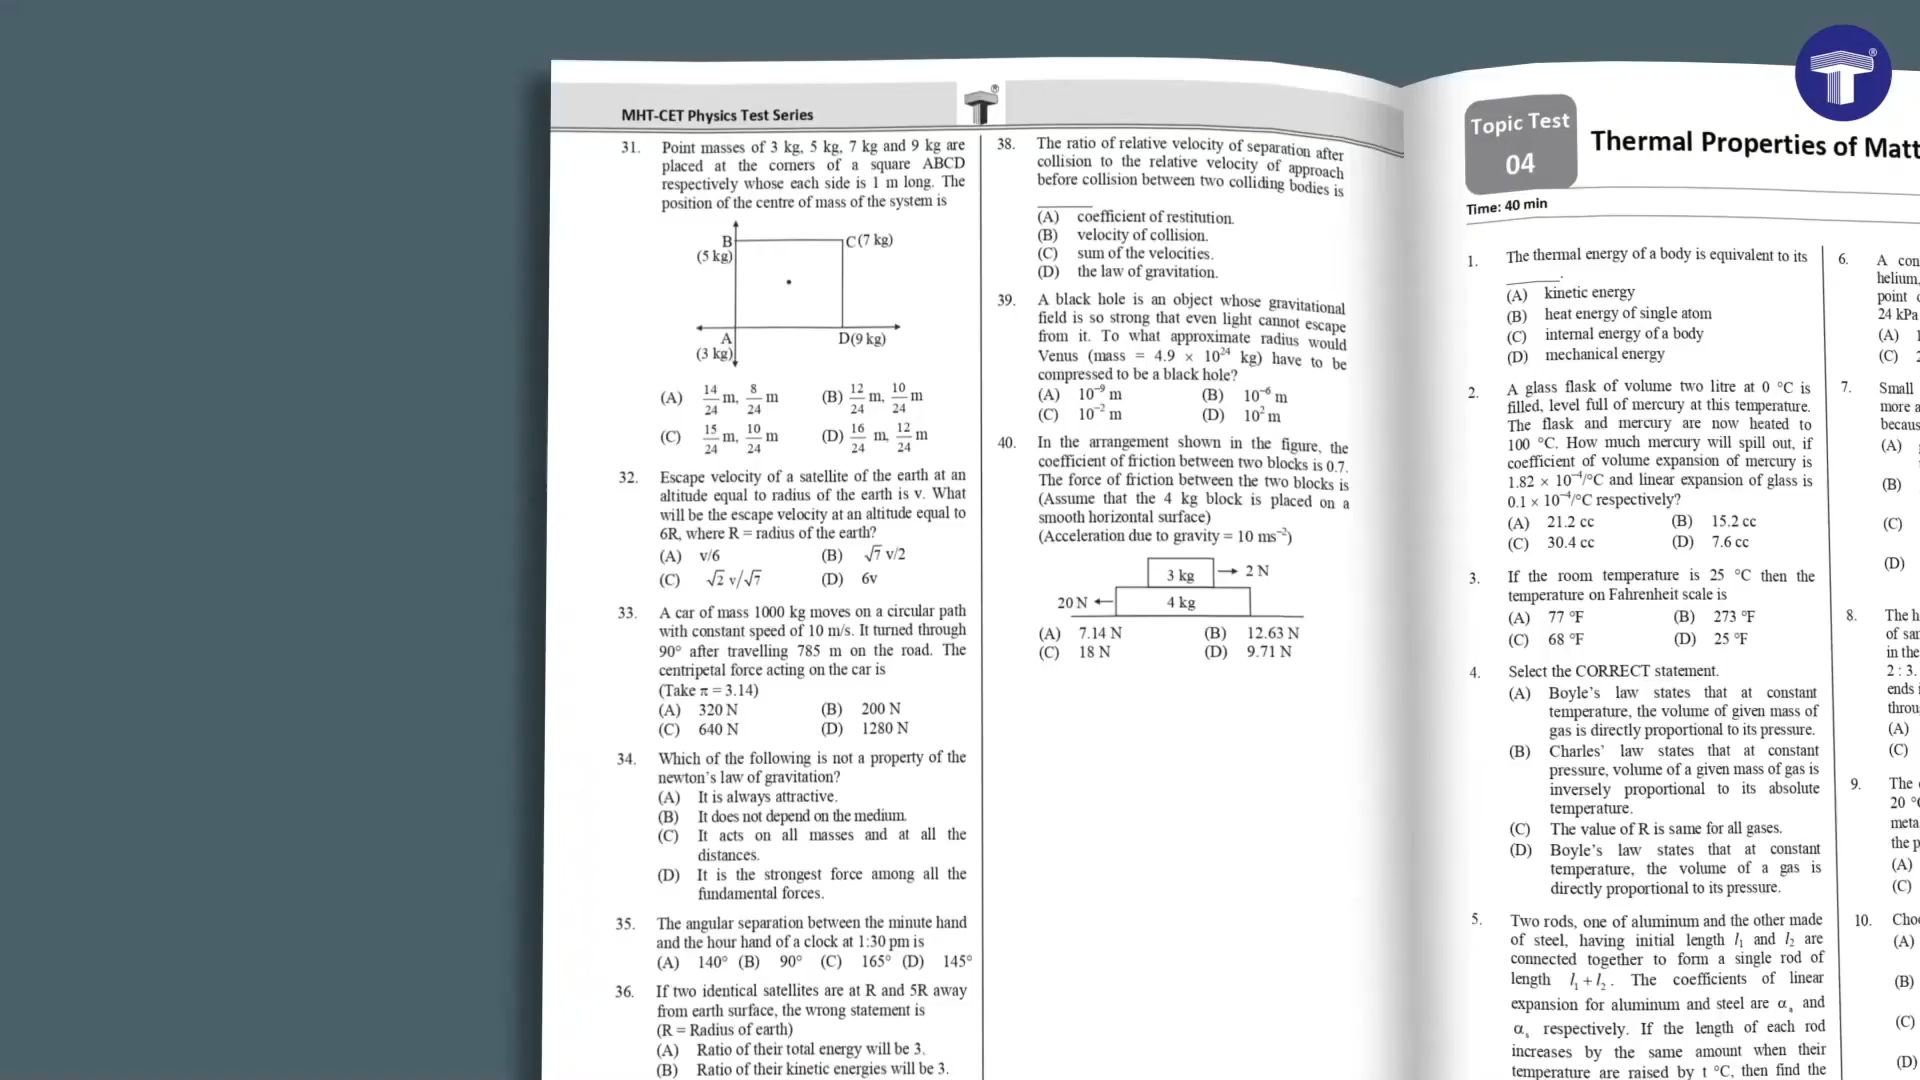 MHT-CET Physics Test Series
31. Point masses of 3 kg, 5 kg, 7 kg and 9 kg are
placed at the corners of a square ABCD
respectively whose each side is 1 m long. The
position of the centre of mass of the system is
B
(5 kg)
C(7 kg)
A
(3 kg)
D(9 kg)
(A) 14/24 m, 8/24 m (B) 12/24 m, 10/24 m
(C) 15/24 m, 10/24 m (D) 16/24 m, 12/24 m
32. Escape velocity of a satellite of the earth at an
altitude equal to radius of the earth is v. What
will be the escape velocity at an altitude equal to
6R, where R = radius of the earth?
(A) v/6 (B) √7 v/2
(C) √2 v/√7 (D) 6v
33. A car of mass 1000 kg moves on a circular path
with constant speed of 10 m/s. It turned through
90° after travelling 785 m on the road. The
centripetal force acting on the car is
(Take π = 3.14)
(A) 320 N (B) 200 N
(C) 640 N (D) 1280 N
34. Which of the following is not a property of the
newton's law of gravitation?
(A) It is always attractive.
(B) It does not depend on the medium.
(C) It acts on all masses and at all the
distances.
(D) It is the strongest force among all the
fundamental forces.
35. The angular separation between the minute hand
and the hour hand of a clock at 1:30 pm is
(A) 140° (B) 90° (C) 165° (D) 145°
36. If two identical satellites are at R and 5R away
from earth surface, the wrong statement is
(R = Radius of earth)
(A) Ratio of their total energy will be 3.
(B) Ratio of their kinetic energies will be 3.
38. The ratio of relative velocity of separation after
collision to the relative velocity of approach
before collision between two colliding bodies is
________
(A) coefficient of restitution.
(B) velocity of collision.
(C) sum of the velocities.
(D) the law of gravitation.
39. A black hole is an object whose gravitational
field is so strong that even light cannot escape
from it. To what approximate radius would
Venus (mass = 4.9 × 10²⁴ kg) have to be
compressed to be a black hole?
(A) 10⁻⁹ m (B) 10⁻⁶ m
(C) 10⁻² m (D) 10² m
40. In the arrangement shown in the figure, the
coefficient of friction between two blocks is 0.7.
The force of friction between the two blocks is
(Assume that the 4 kg block is placed on a
smooth horizontal surface)
(Acceleration due to gravity = 10 ms⁻²)
3 kg 2 N
20 N 4 kg
(A) 7.14 N (B) 12.63 N
(C) 18 N (D) 9.71 N
Topic Test
04
Thermal Properties of Matt
Time: 40 min
1. The thermal energy of a body is equivalent to its
________.
(A) kinetic energy
(B) heat energy of single atom
(C) internal energy of a body
(D) mechanical energy
2. A glass flask of volume two litre at 0 °C is
filled, level full of mercury at this temperature.
The flask and mercury are now heated to
100 °C. How much mercury will spill out, if
coefficient of volume expansion of mercury is
1.82 × 10⁻⁴/°C and linear expansion of glass is
0.1 × 10⁻⁴/°C respectively?
(A) 21.2 cc (B) 15.2 cc
(C) 30.4 cc (D) 7.6 cc
3. If the room temperature is 25 °C then the
temperature on Fahrenheit scale is
(A) 77 °F (B) 273 °F
(C) 68 °F (D) 25 °F
4. Select the CORRECT statement.
(A) Boyle's law states that at constant
temperature, the volume of given mass of
gas is directly proportional to its pressure.
(B) Charles' law states that at constant
pressure, volume of a given mass of gas is
inversely proportional to its absolute
temperature.
(C) The value of R is same for all gases.
(D) Boyle's law states that at constant
temperature, the volume of a gas is
directly proportional to its pressure.
5. Two rods, one of aluminum and the other made
of steel, having initial length l₁ and l₂ are
connected together to form a single rod of
length l₁ + l₂. The coefficients of linear
expansion for aluminum and steel are αₐ and
αₛ respectively. If the length of each rod
increases by the same amount when their
temperature are raised by t °C, then find the
6. A con
helium,
point
24 kPa
(A)
(C)
7. Small
more a
becaus
(A)
(B)
(C)
(D)
8. The h
of sar
in the
2 : 3.
ends i
throu
(A)
(C)
9. The
20 °
meta
the p
(A)
(C)
10. Choo
(A)
(B)
(C)
(D)